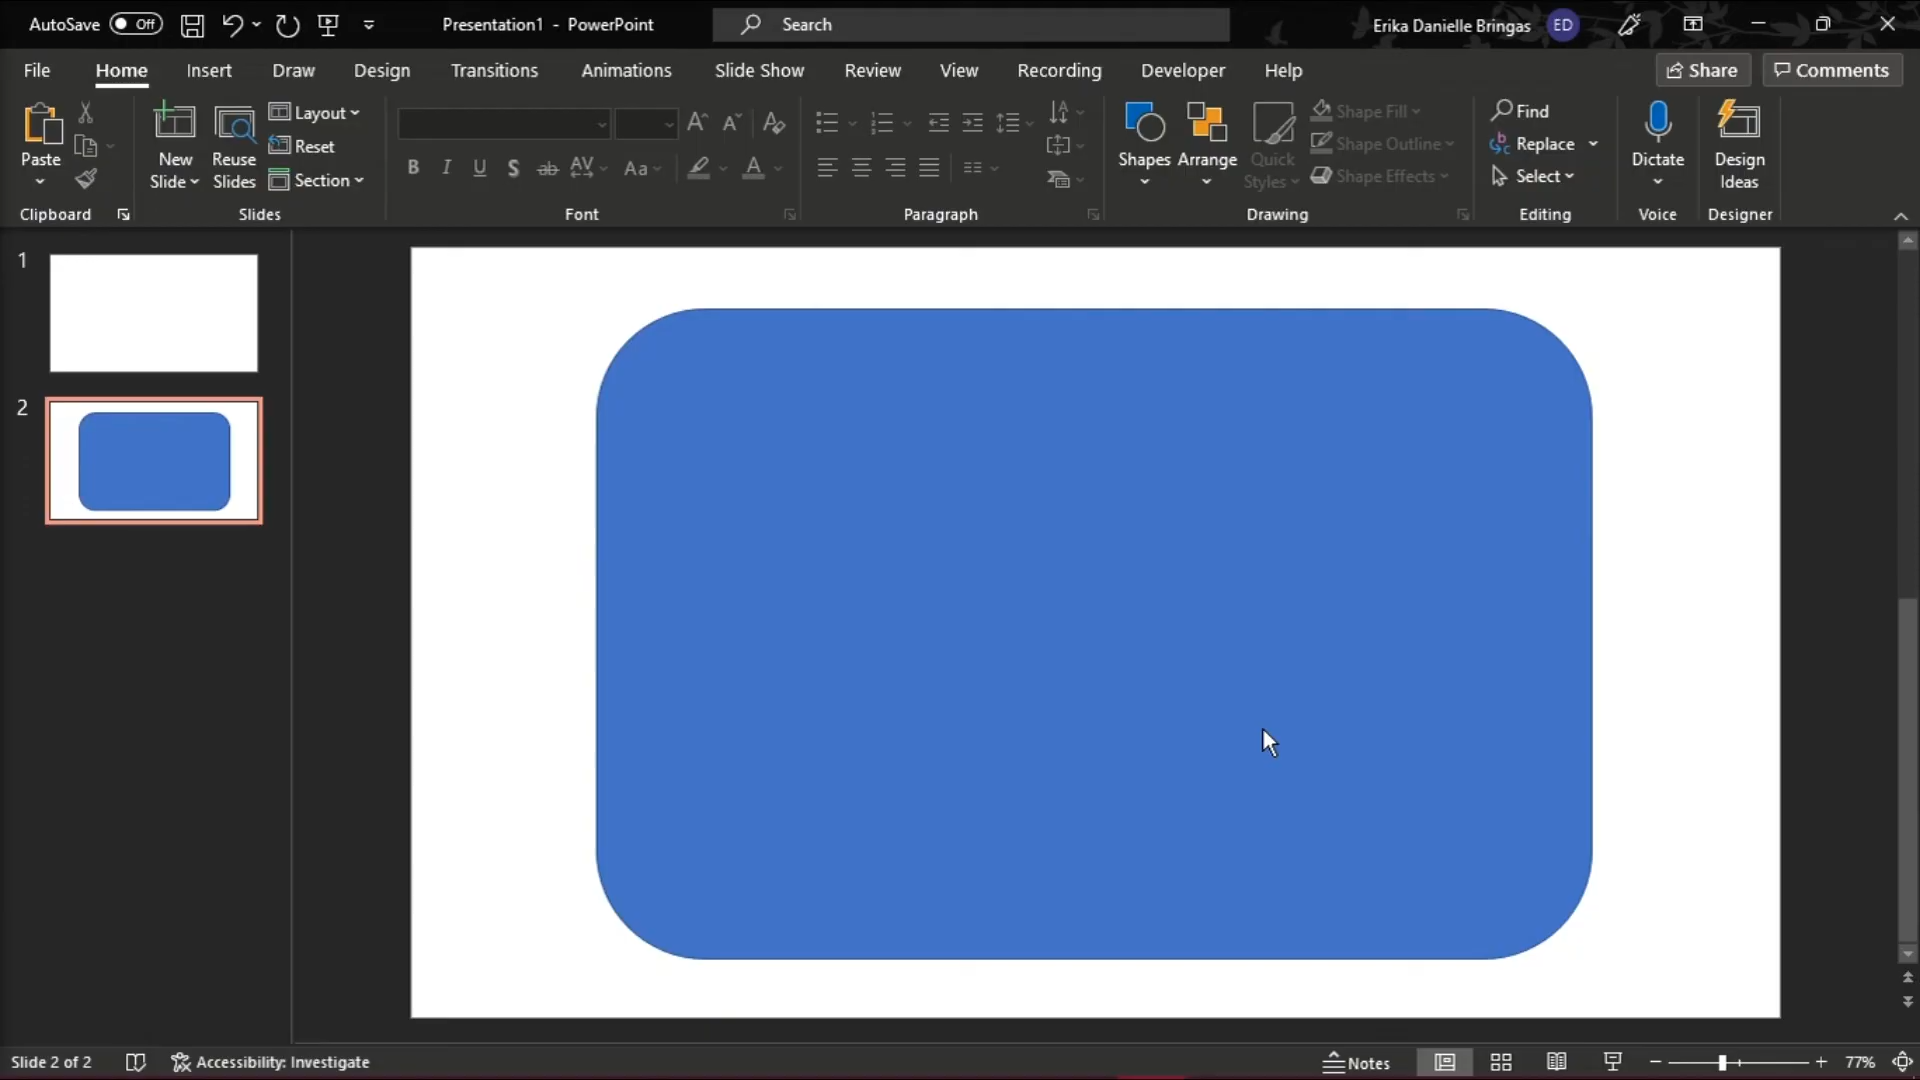 AutoSave Off Presentation1 - PowerPoint Search Erika Danielle Bringas ED
File Home Insert Draw Design Transitions Animations Slide Show Review View Recording Developer Help Share Comments
Paste New Slide Reuse Slides Layout Reset Section Shapes Arrange Quick Styles Shape Fill Shape Outline Shape Effects Find Replace Select Dictate Design Ideas
B I U S ab AV Aa A
Clipboard Slides Font Paragraph Drawing Editing Voice Designer
1
2
Slide 2 of 2 Accessibility: Investigate Notes 77%